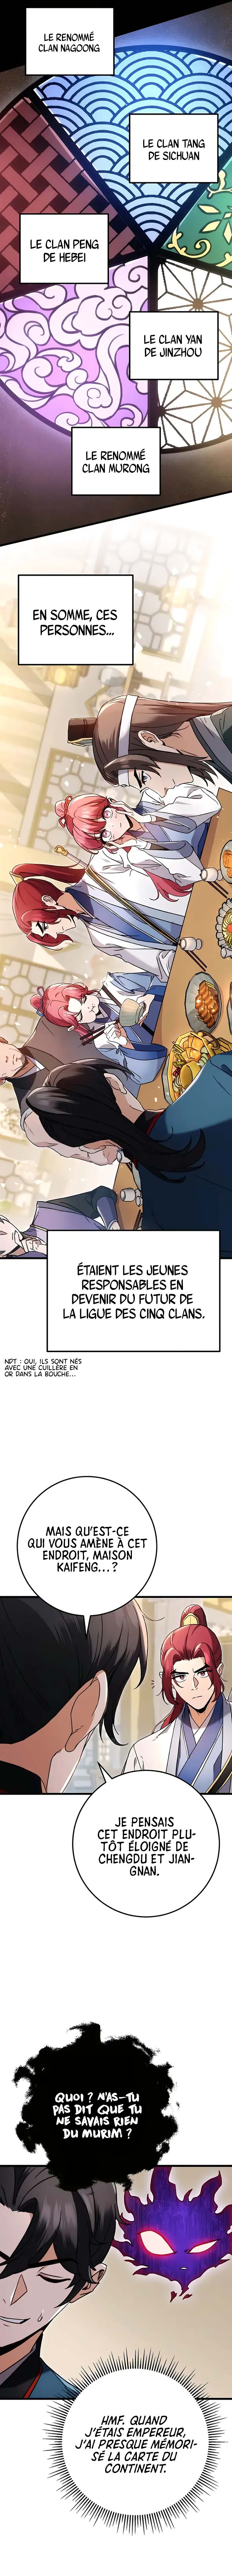 LE RENOMMÉ
CLAN NAGOONG
LE CLAN TANG
DE SICHUAN
LE CLAN PENG
DE HEBEI
LE CLAN YAN
DE JINZHOU
LE RENOMMÉ
CLAN MURONG
EN SOMME, CES
PERSONNES...
ÉTAIENT LES JEUNES
RESPONSABLES EN
DEVENIR DU FUTUR DE
LA LIGUE DES CINQ CLANS.
NDT : OUI, ILS SONT NÉS
AVEC UNE CUILLÈRE EN
OR DANS LA BOUCHE...
MAIS QU'EST-CE
QUI VOUS AMÈNE À CET
ENDROIT, MAISON
KAIFENG... ?
JE PENSAIS
CET ENDROIT PLU-
TÔT ÉLOIGNÉ DE
CHENGDU ET JIAN-
GNAN.
QUOI ? N'AS-TU
PAS DIT QUE TU
NE SAVAIS RIEN
DU MURIM ?
HMF. QUAND
J'ÉTAIS EMPEREUR,
J'AI PRESQUE MÉMORI-
SÉ LA CARTE DU
CONTINENT.